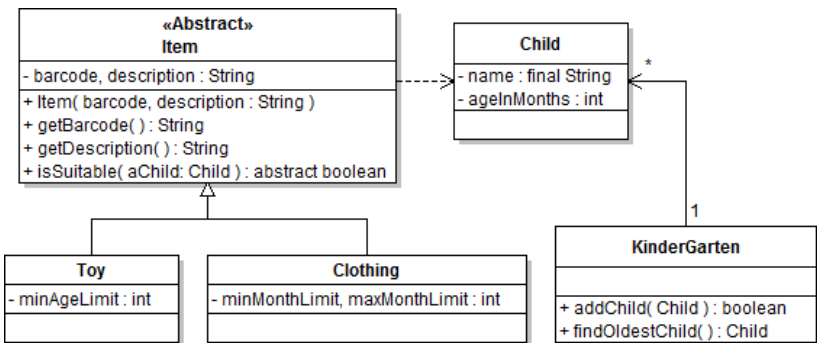 «Abstract»
Item
- barcode, description : String
+ Item( barcode, description : String )
+ getBarcode( ) : String
+ getDescription( ) : String
+ isSuitable( aChild: Child ) : abstract boolean
Child
- name : final String
- ageInMonths : int
*
1
Toy
- minAgeLimit : int
Clothing
- minMonthLimit, maxMonthLimit : int
KinderGarten
+ addChild( Child ) : boolean
+ findOldestChild( ) : Child